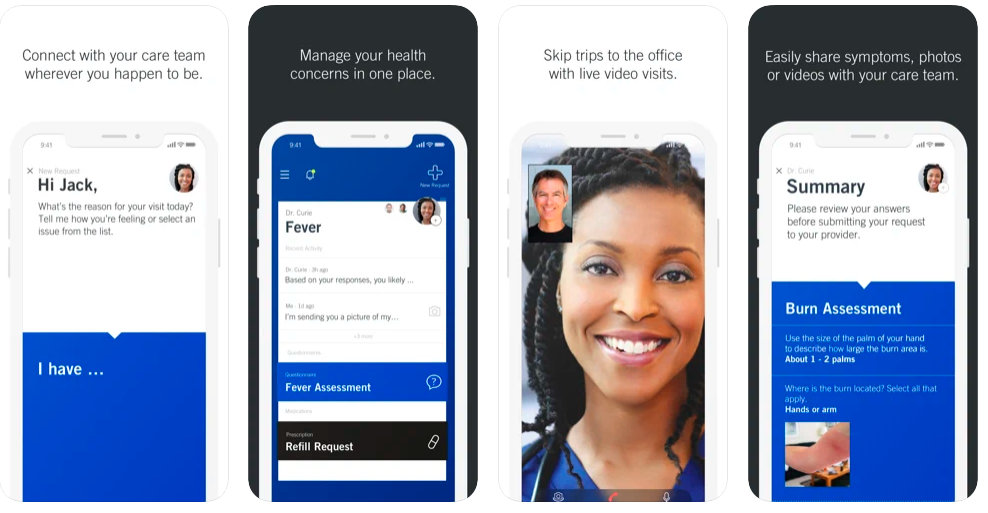 Connect with your care team
wherever you happen to be.
9:41
New Request
Hi Jack,
What's the reason for your visit today?
Tell me how you're feeling or select an
issue from the list.
I have ...
Manage your health
concerns in one place.
9:41
New Request
Dr. Curie
Fever
Recent Activity
Dr. Curie · 3h ago
Based on your responses, you likely ...
Me · 1d ago
I'm sending you a picture of my...
+9 more
Questionnaires
Questionnaire
Fever Assessment
Medications
Prescription
Refill Request
Skip trips to the office
with live video visits.
9:41
Easily share symptoms, photos
or videos with your care team.
9:41
Dr. Curie
Summary
Please review your answers
before submitting your request
to your provider.
Burn Assessment
Use the size of the palm of your hand
to describe how large the burn area is.
About 1 - 2 palms
Where is the burn located? Select all that
apply.
Hands or arm